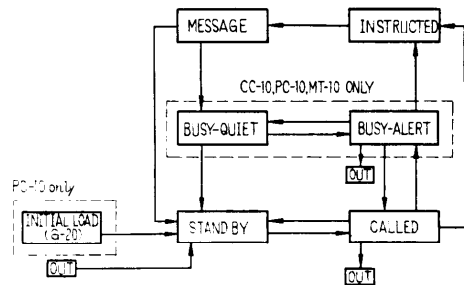 MESSAGE
INSTRUCTED
CC-10,PC-10,MT-10 ONLY
BUSY-QUIET
BUSY-ALERT
OUT
PC-10 only
INITIAL LOAD
(G-20)
STAND BY
CALLED
OUT
OUT